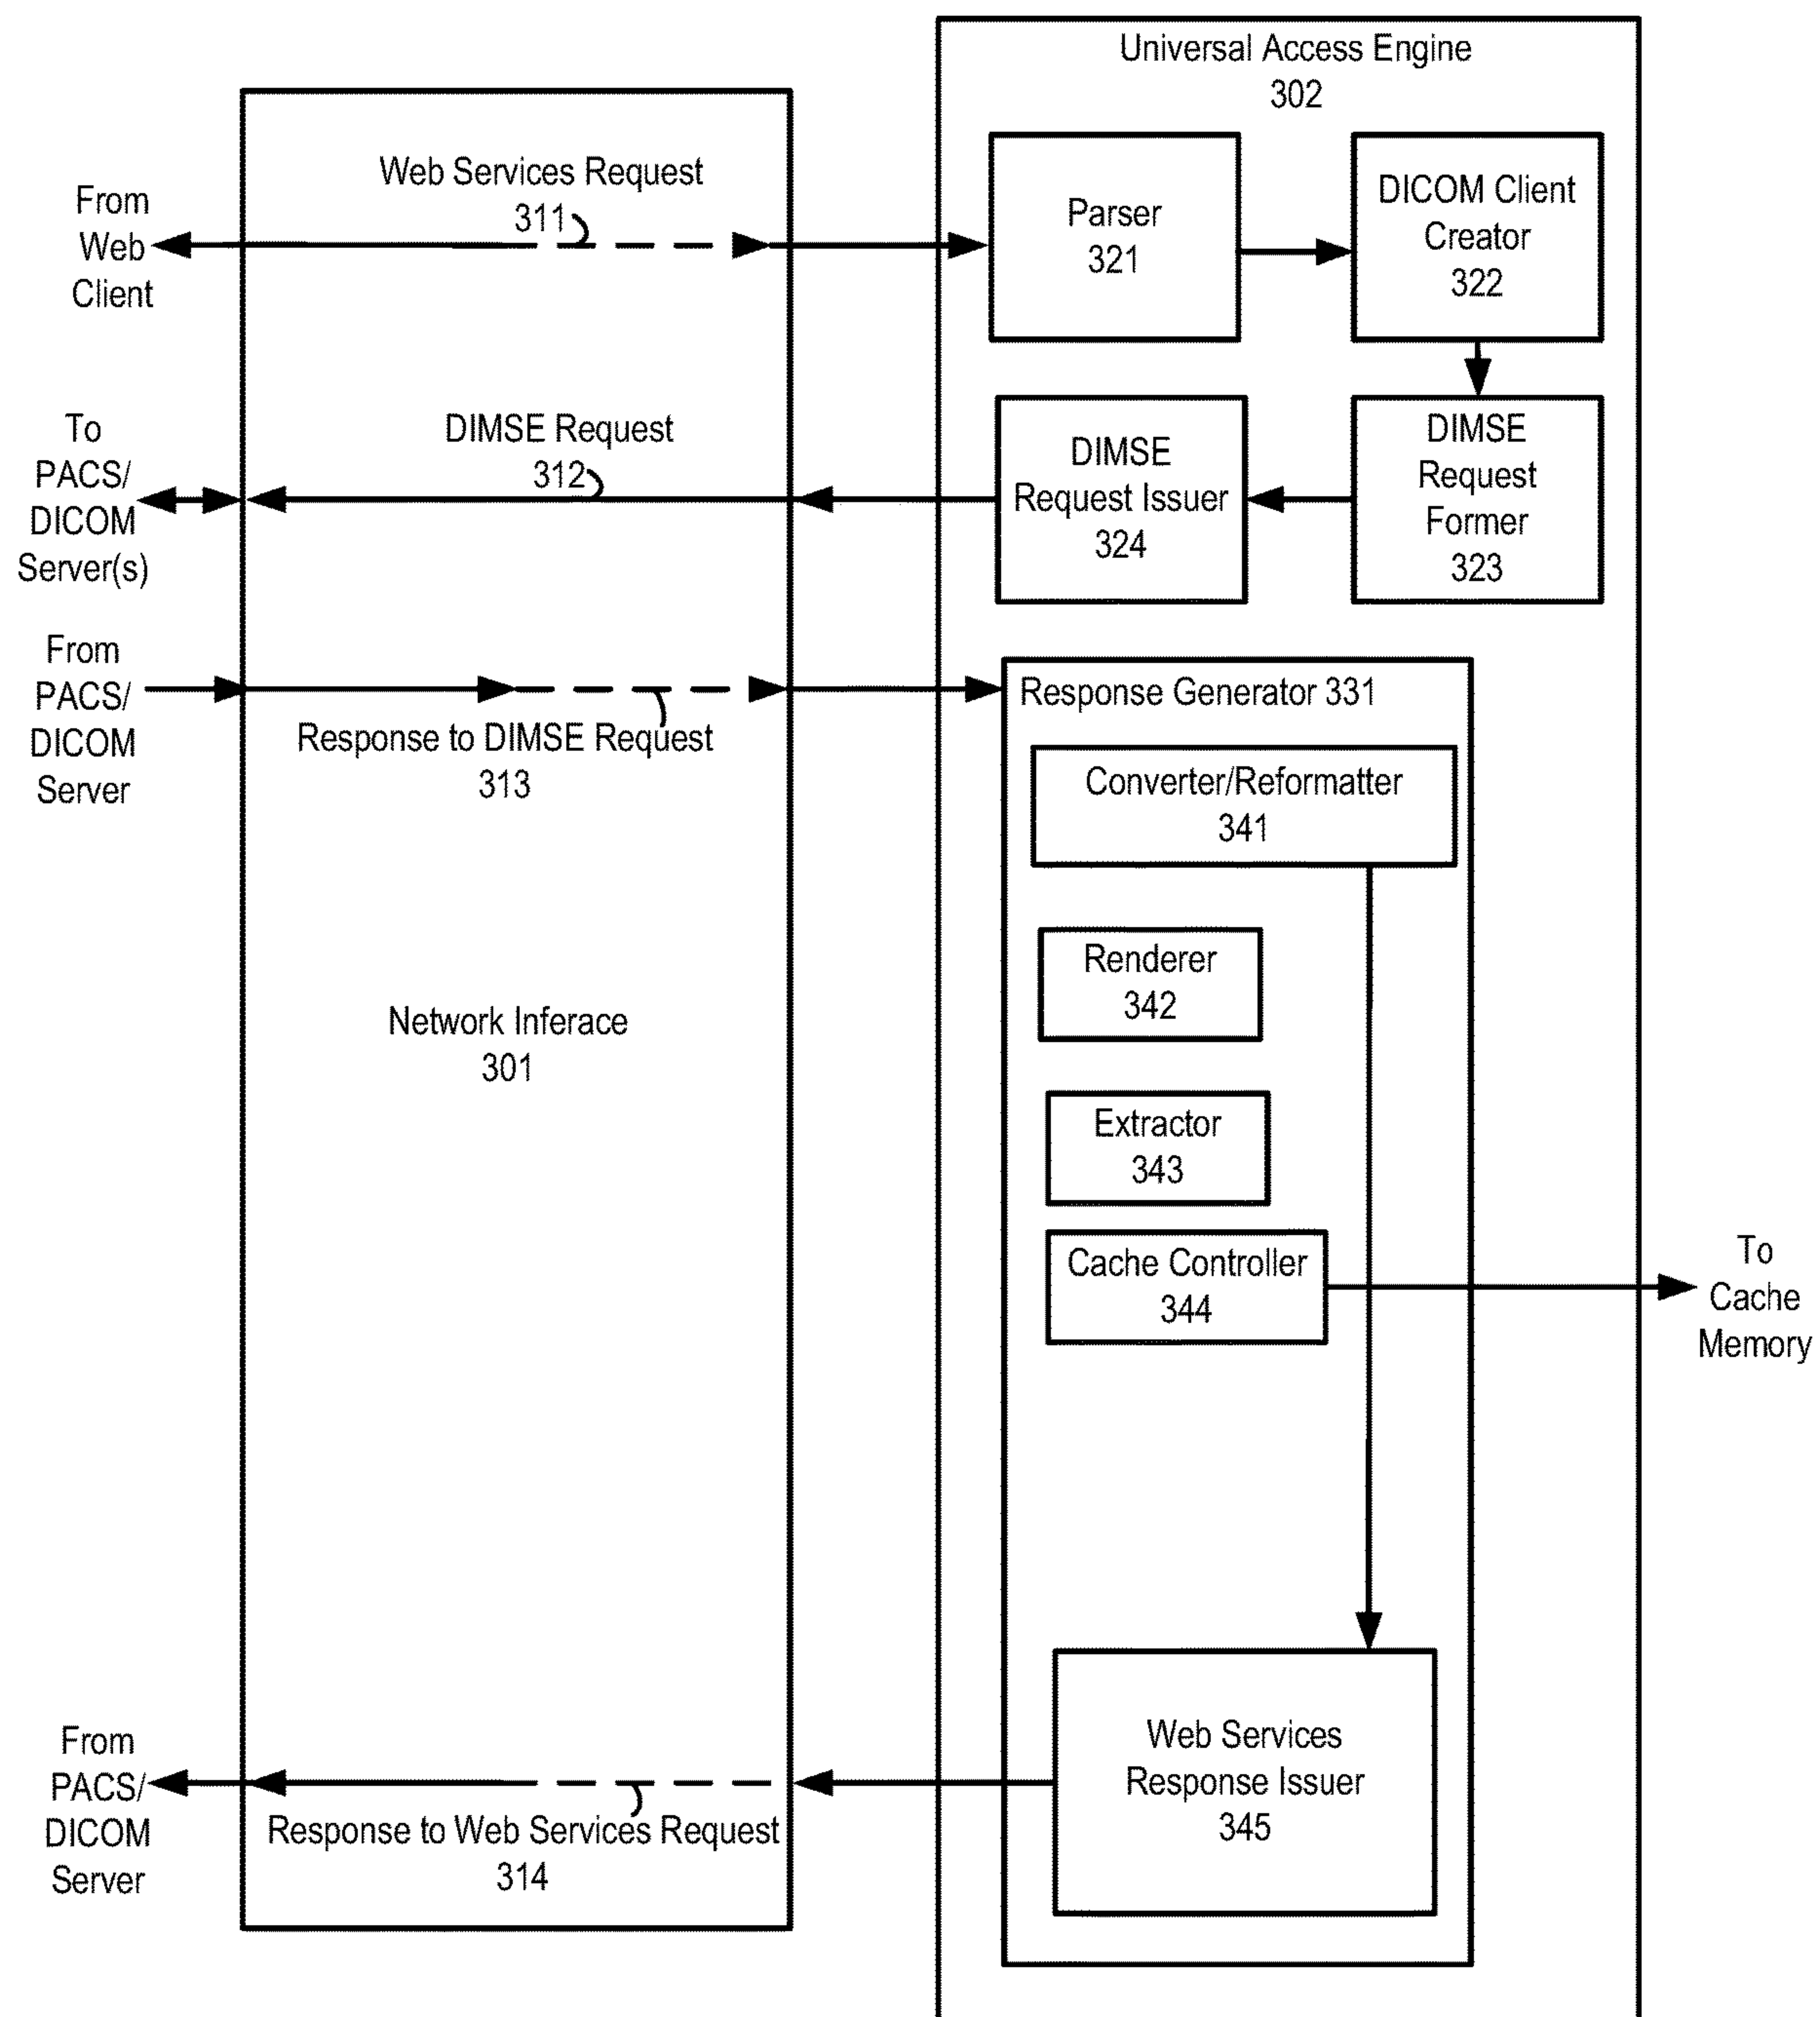 Universal Access Engine
302
Web Services Request
311
From
Web
Client
Parser
321
DICOM Client
Creator
322
To
PACS/
DICOM
Server(s)
DIMSE Request
312
DIMSE
Request Issuer
324
DIMSE
Request
Former
323
From
PACS/
DICOM
Server
Response to DIMSE Request
313
Response Generator 331
Converter/Reformatter
341
Renderer
342
Network Inferace
301
Extractor
343
Cache Controller
344
To
Cache
Memory
From
PACS/
DICOM
Server
Response to Web Services Request
314
Web Services
Response Issuer
345